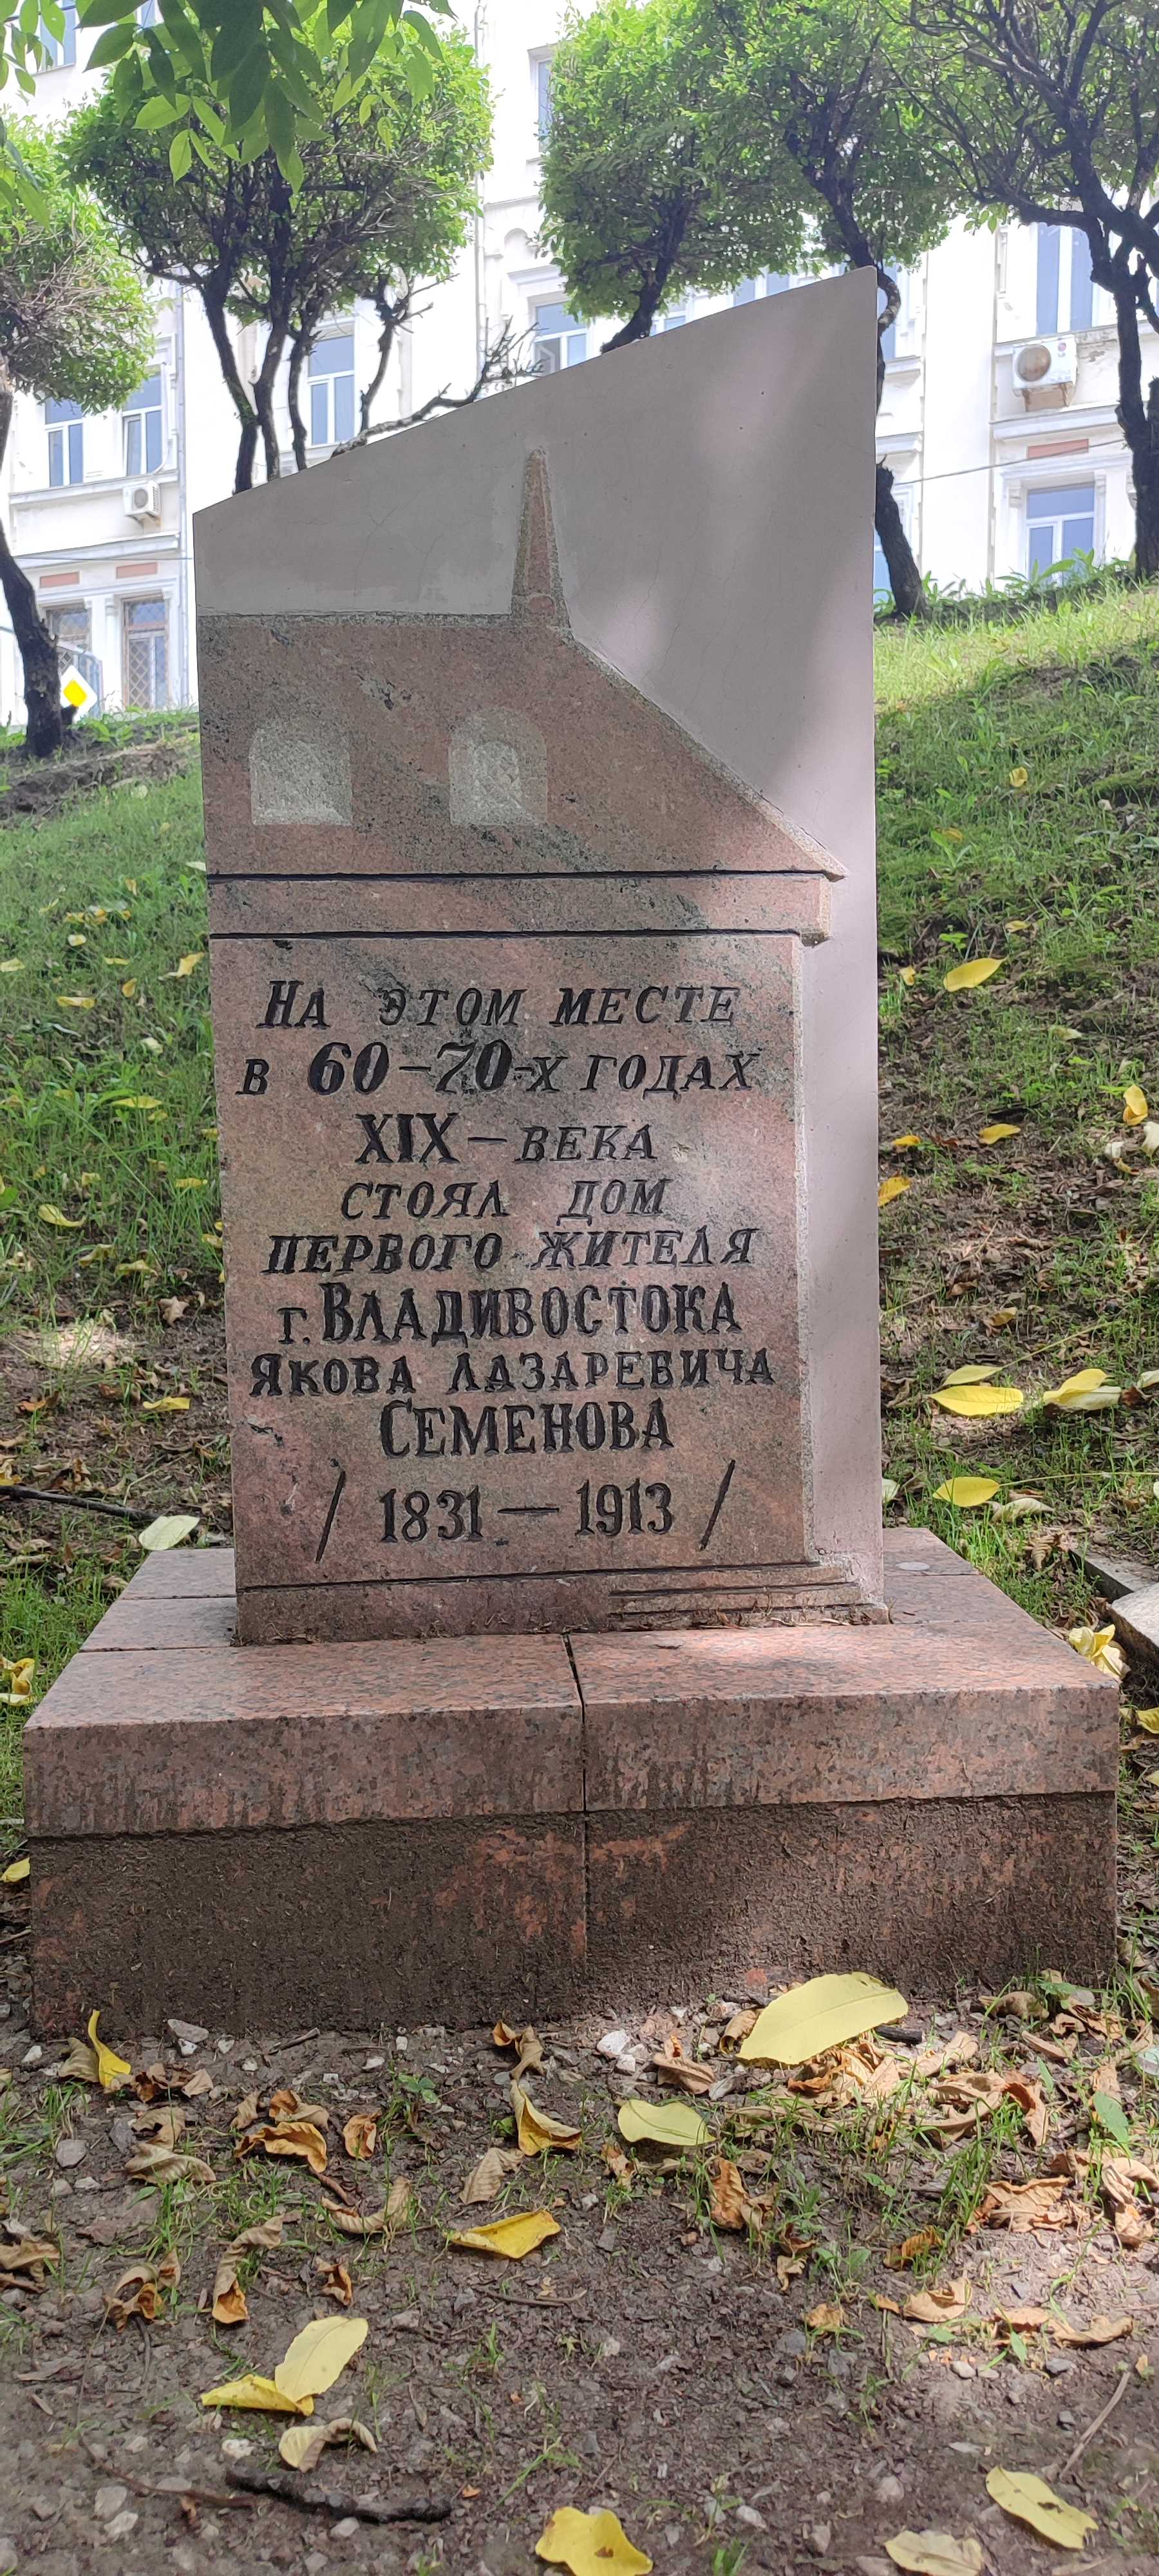 На этом месте
в 60-70-х годах
XIX - века
стоял дом
первого жителя
г. Владивостока
Якова Лазаревича
Семенова
/ 1831 - 1913 /